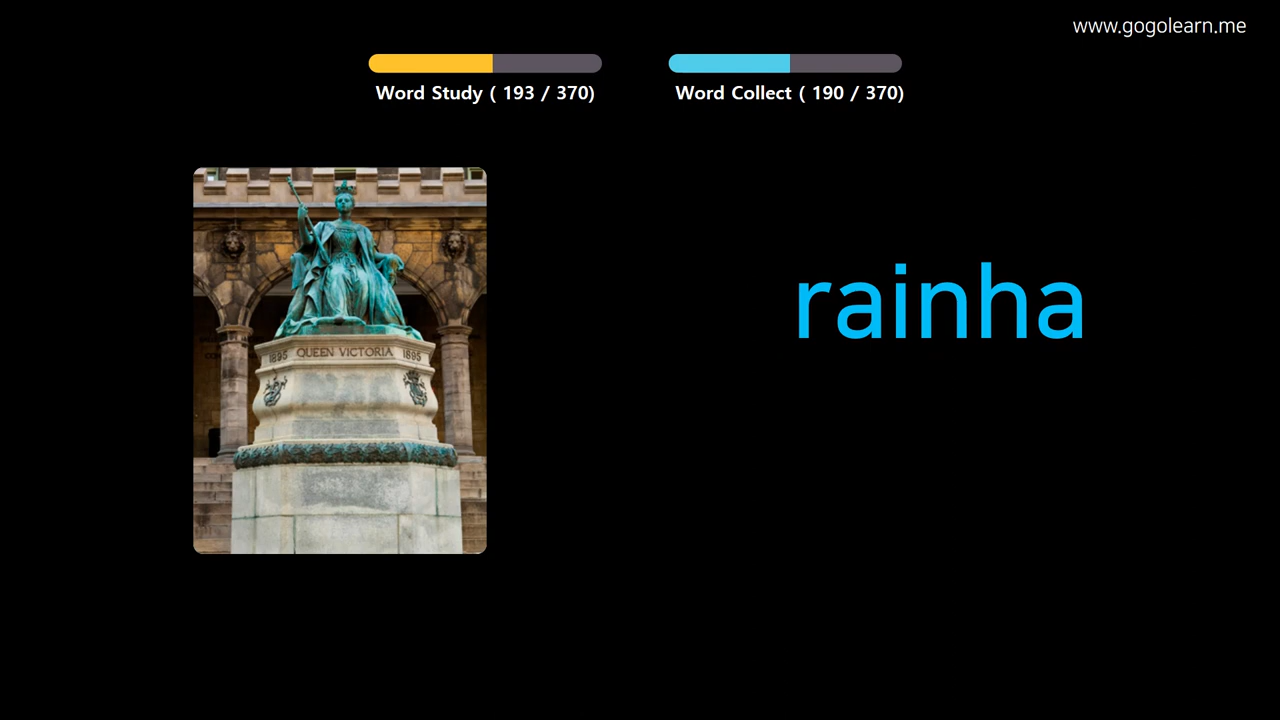 www.gogolearn.me
Word Study ( 193 / 370)
Word Collect ( 190 / 370)
rainha
1895 QUEEN VICTORIA 1895